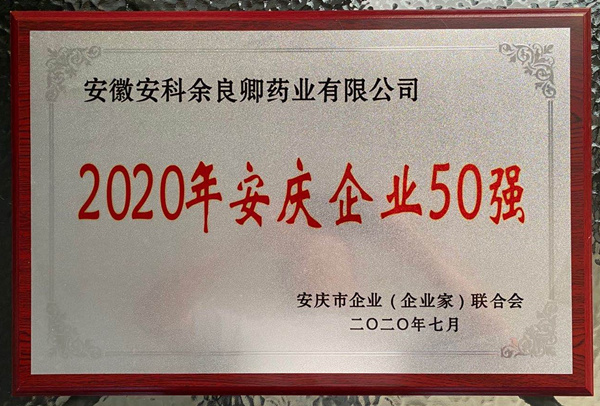 安徽安科余良卿药业有限公司
2020年安庆企业50强
安庆市企业（企业家）联合会
二〇二〇年七月